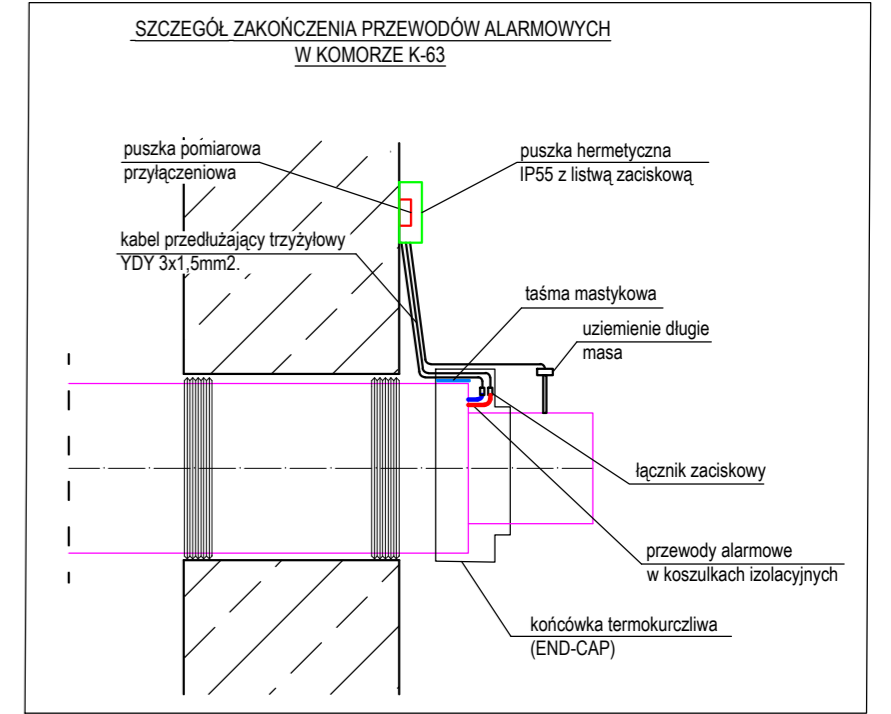 SZCZEGÓŁ ZAKOŃCZENIA PRZEWODÓW ALARMOWYCH
W KOMORZE K-63
puszka pomiarowa
przyłączeniowa
puszka hermetyczna
IP55 z listwą zaciskową
kabel przedłużający trzyżyłowy
YDY 3x1,5mm2.
taśma mastykowa
uziemienie długie
masa
łącznik zaciskowy
przewody alarmowe
w koszulkach izolacyjnych
końcówka termokurczliwa
(END-CAP)